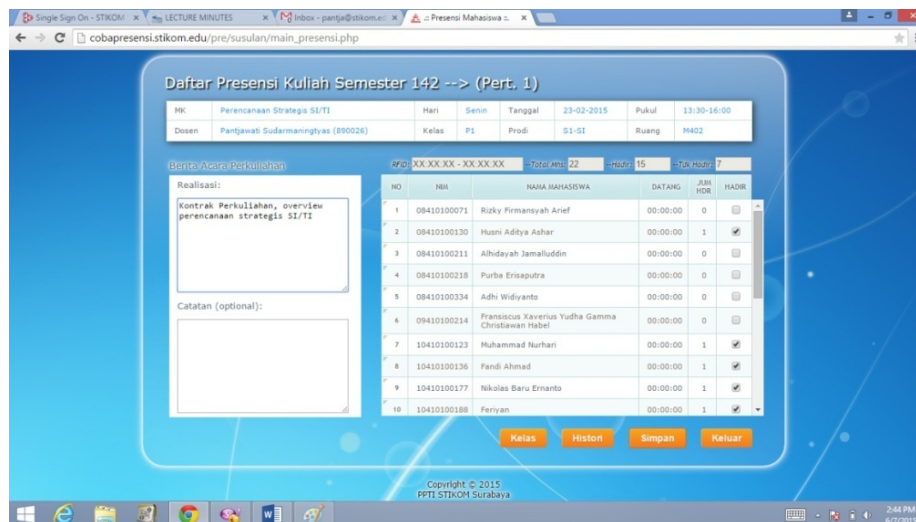 Single Sign On - STIKOM
LECTURE MINUTES
Inbox - pantja@stikom.ed
.:: Presensi Mahasiswa ::.
cobapresensi.stikom.edu/pre/susulan/main_presensi.php
Daftar Presensi Kuliah Semester 142 --> (Pert. 1)
MK Perencanaan Strategis SI/TI Hari Senin Tanggal 23-02-2015 Pukul 13:30-16:00
Dosen Pantjawati Sudarmaningtyas (890026) Kelas P1 Prodi S1-SI Ruang M402
Berita Acara Perkuliahan
Realisasi:
Kontrak Perkuliahan, overview
perencanaan strategis SI/TI
Catatan (optional):
RFID: XX XX XX - XX XX XX --Total Mhs: 22 --Hadir: 15 --Tdk Hadir: 7
NO NIM NAMA MAHASISWA DATANG JUM HDR HADIR
1 08410100071 Rizky Firmansyah Arief 00:00:00 0
2 08410100130 Husni Aditya Ashar 00:00:00 1
3 08410100211 Alhidayah Jamalluddin 00:00:00 0
4 08410100218 Purba Erisaputra 00:00:00 0
5 08410100334 Adhi Widiyanto 00:00:00 0
6 09410100214 Fransiscus Xaverius Yudha Gamma
Christiawan Habel 00:00:00 0
7 10410100123 Muhammad Nurhari 00:00:00 1
8 10410100136 Fandi Ahmad 00:00:00 1
9 10410100177 Nikolas Baru Ernanto 00:00:00 1
10 10410100188 Feriyan 00:00:00 1
Kelas Histori Simpan Keluar
Copyright © 2015
PPTI STIKOM Surabaya
2:44 PM